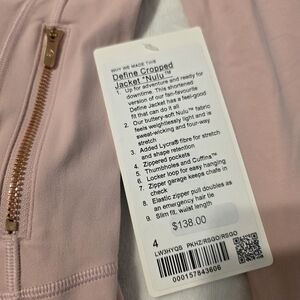 WHY WE MADE THIS
Define Cropped
Jacket *Nulu™
1. Up for adventure and ready for
downtime. This shortened
version of our fan-favourite
Define Jacket has a feel-good
fit that can do it all
2. Our buttery-soft Nulu™ fabric
feels weightlessly light and is
sweat-wicking and four-way
stretch
3. Added Lycra® fibre for stretch
and shape retention
4. Zippered pockets
5. Thumbholes and Cuffins™
6. Locker loop for easy hanging
7. Zipper garage keeps chafe in
check
8. Elastic zipper pull doubles as
an emergency hair tie
9. Slim fit, waist length
$138.00
4
LW3HYQS PKHZ/RSGO/RSGO
000157843606